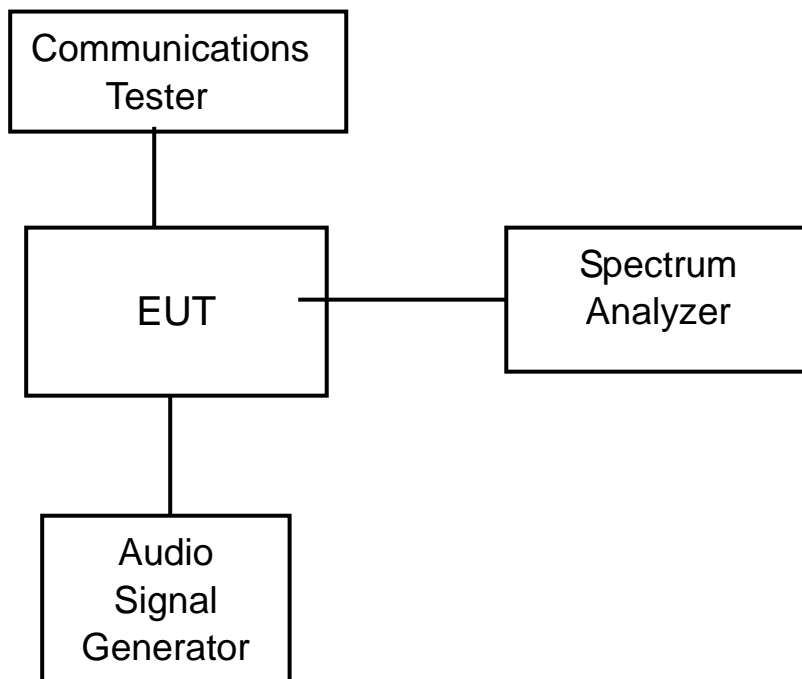 Communications
Tester
EUT
Spectrum
Analyzer
Audio
Signal
Generator